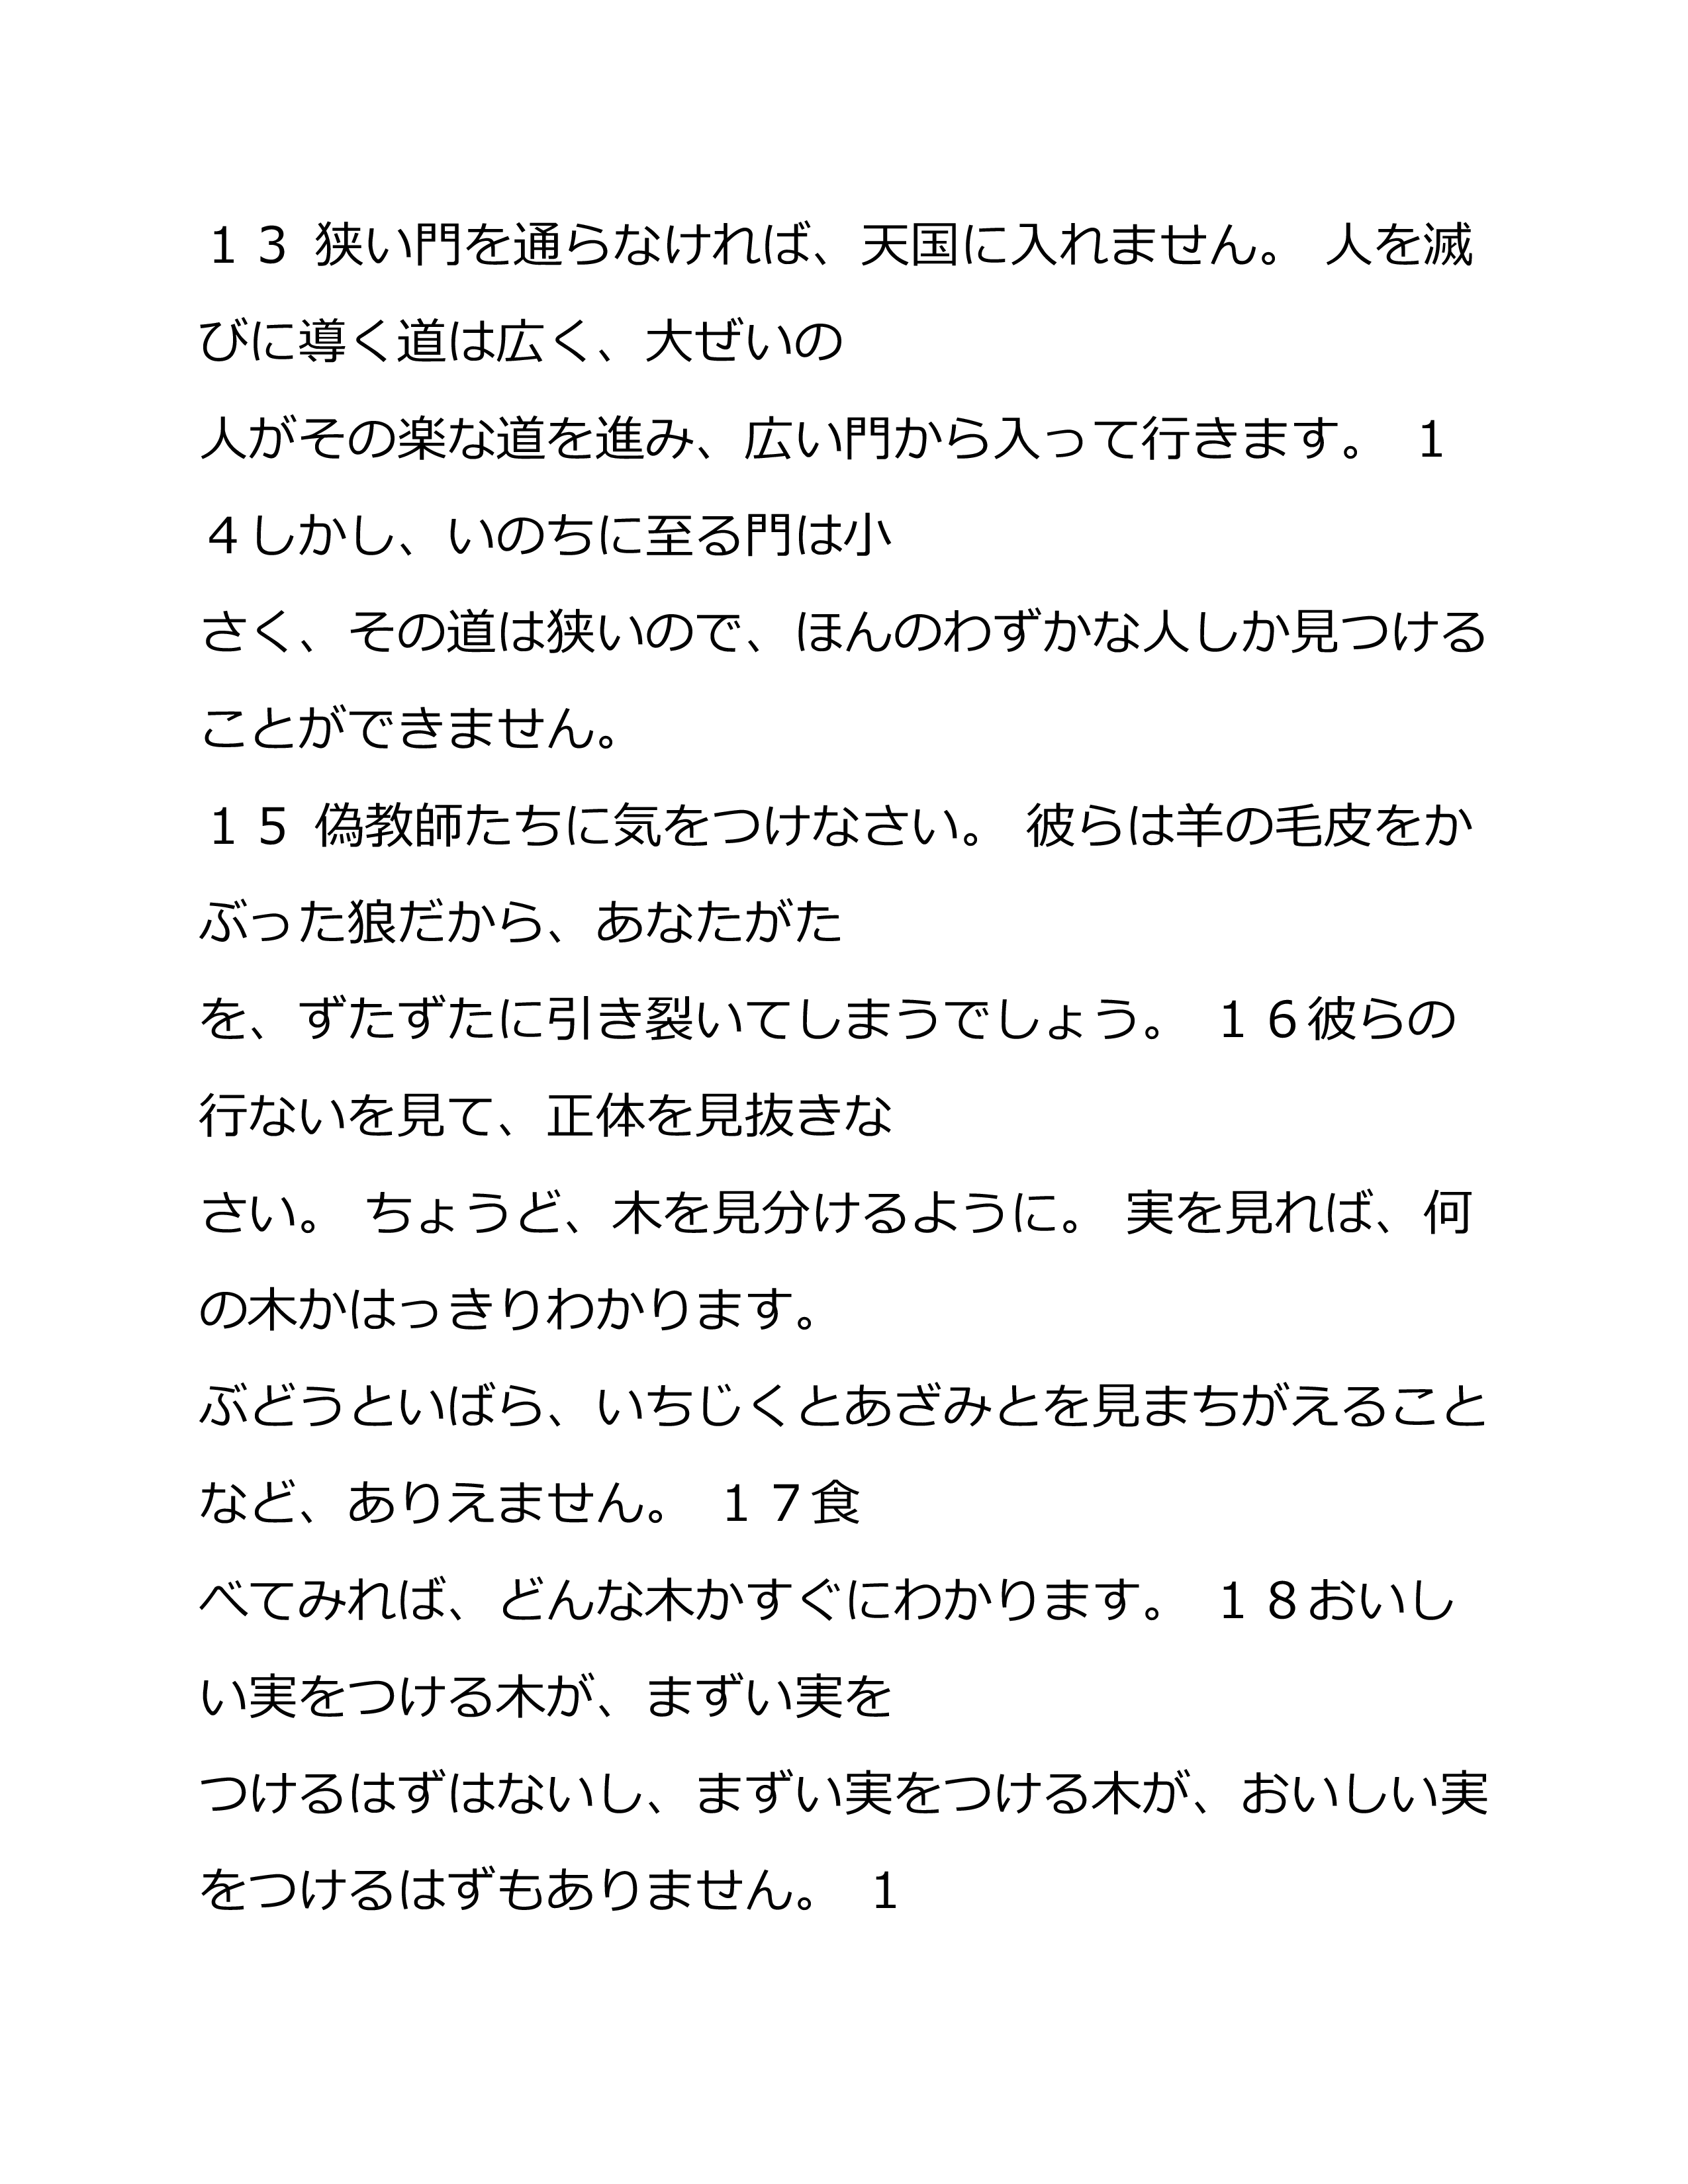 １３ 狭い門を通らなければ、天国に入れません。 人を滅
びに導く道は広く、大ぜいの
人がその楽な道を進み、広い門から入って行きます。 １
４しかし、いのちに至る門は小
さく、その道は狭いので、ほんのわずかな人しか見つける
ことができません。
１５ 偽教師たちに気をつけなさい。 彼らは羊の毛皮をか
ぶった狼だから、あなたがた
を、ずたずたに引き裂いてしまうでしょう。 １６彼らの
行ないを見て、正体を見抜きな
さい。 ちょうど、木を見分けるように。 実を見れば、何
の木かはっきりわかります。
ぶどうといばら、いちじくとあざみとを見まちがえること
など、ありえません。 １７食
べてみれば、どんな木かすぐにわかります。 １８おいし
い実をつける木が、まずい実を
つけるはずはないし、まずい実をつける木が、おいしい実
をつけるはずもありません。 １